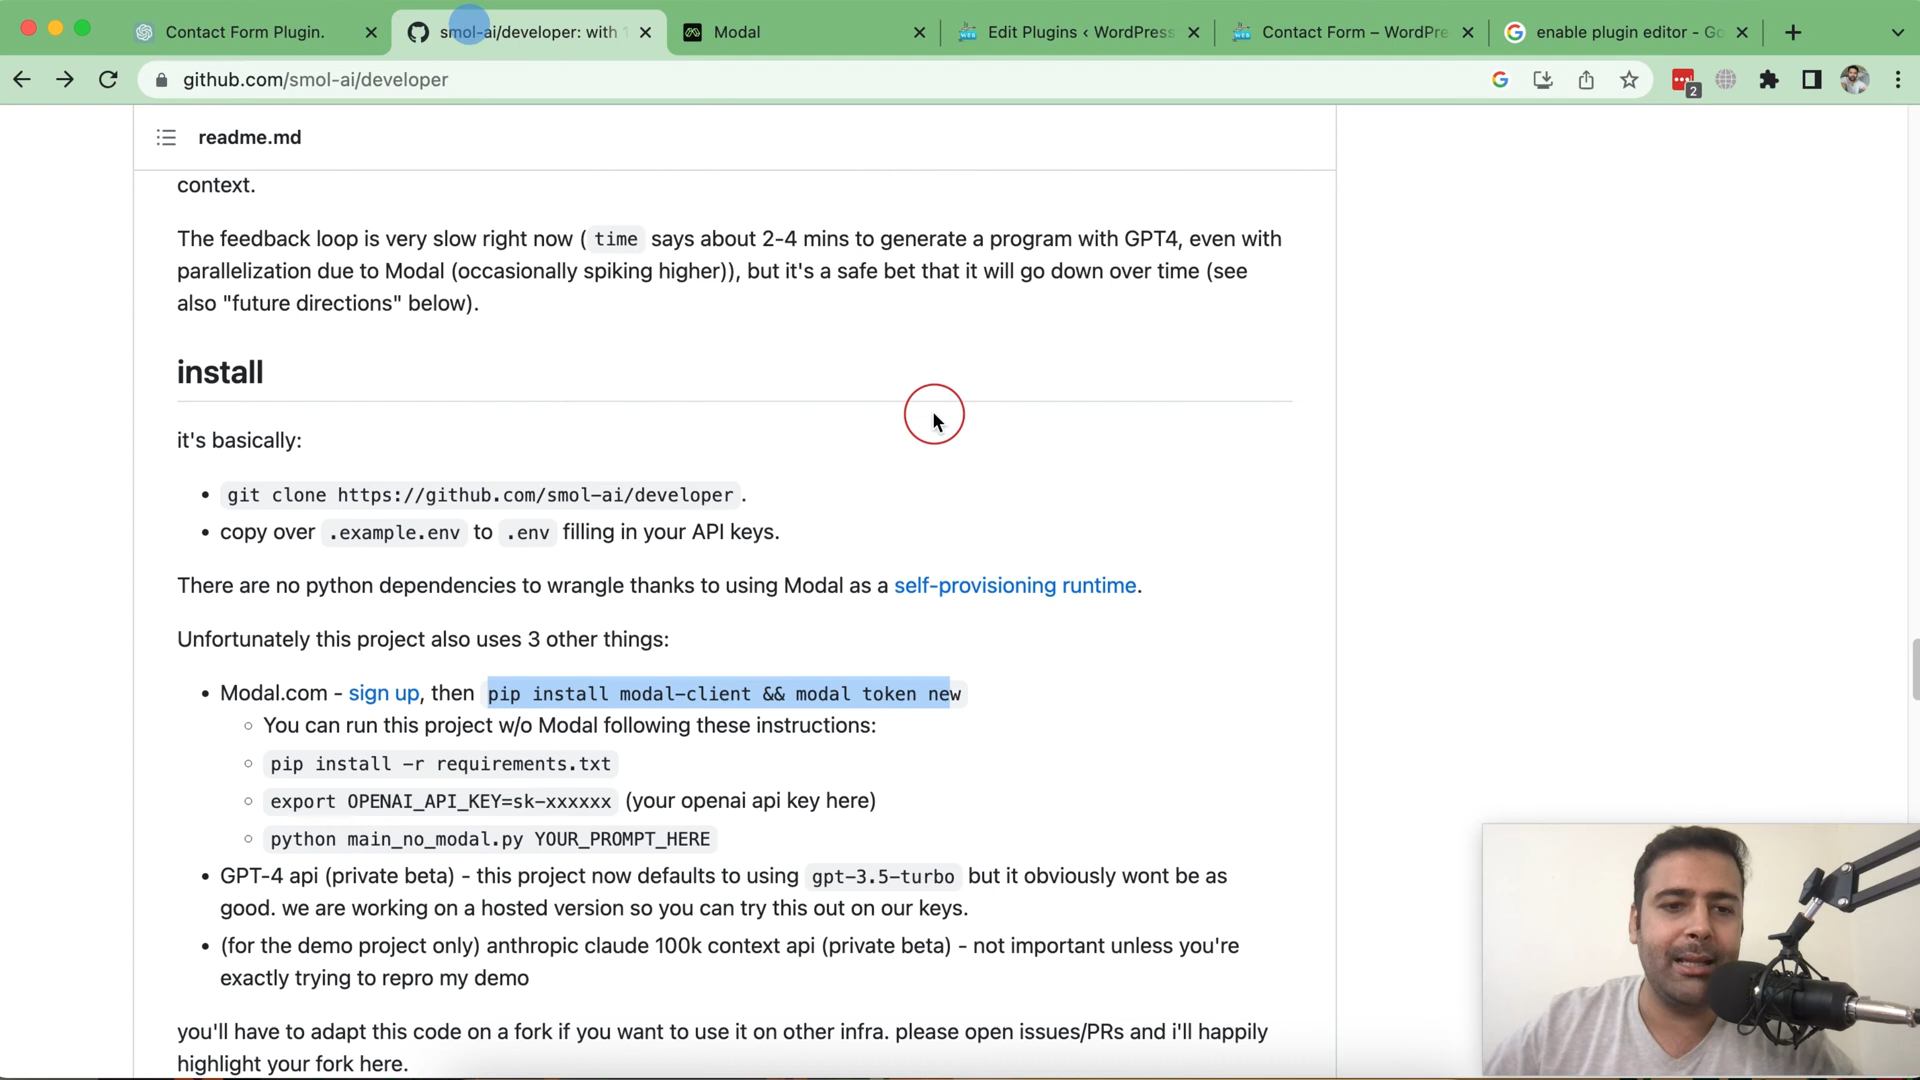 Contact Form Plugin.
smol-ai/developer: with 1
Modal
Edit Plugins ‹ WordPress
Contact Form – WordPre
enable plugin editor - Go
github.com/smol-ai/developer
2
readme.md
context.
The feedback loop is very slow right now ( time says about 2-4 mins to generate a program with GPT4, even with
parallelization due to Modal (occasionally spiking higher)), but it's a safe bet that it will go down over time (see
also "future directions" below).
install
it's basically:
• git clone https://github.com/smol-ai/developer .
• copy over .example.env to .env filling in your API keys.
There are no python dependencies to wrangle thanks to using Modal as a self-provisioning runtime.
Unfortunately this project also uses 3 other things:
• Modal.com - sign up, then pip install modal-client && modal token new
◦ You can run this project w/o Modal following these instructions:
◦ pip install -r requirements.txt
◦ export OPENAI_API_KEY=sk-xxxxxx (your openai api key here)
◦ python main_no_modal.py YOUR_PROMPT_HERE
• GPT-4 api (private beta) - this project now defaults to using gpt-3.5-turbo but it obviously wont be as
good. we are working on a hosted version so you can try this out on our keys.
• (for the demo project only) anthropic claude 100k context api (private beta) - not important unless you're
exactly trying to repro my demo
you'll have to adapt this code on a fork if you want to use it on other infra. please open issues/PRs and i'll happily
highlight your fork here.